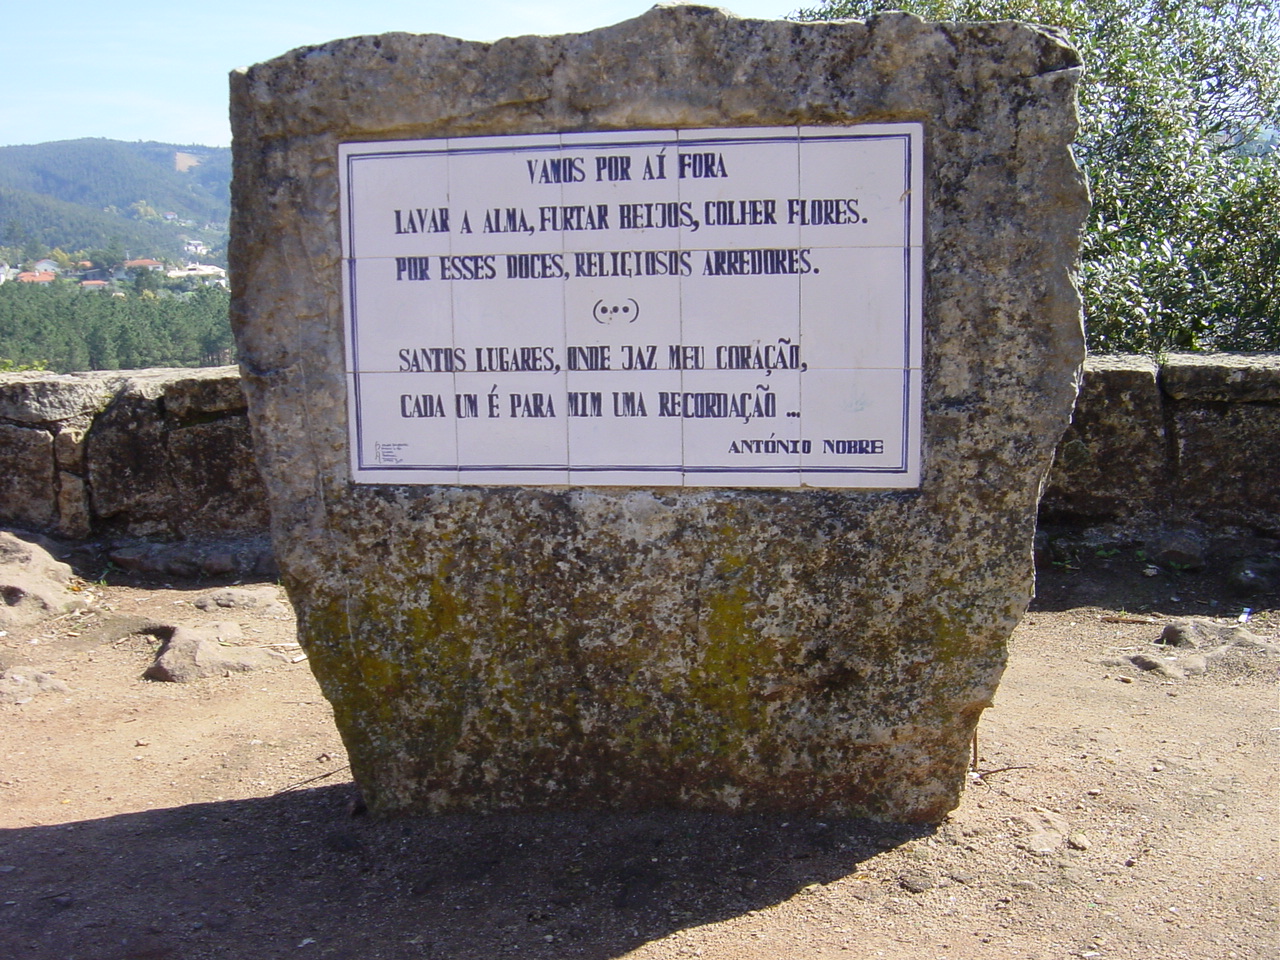 VAMOS POR AÍ FORA
LAVAR A ALMA, FURTAR BEIJOS, COLHER FLORES.
POR ESSES DOCES, RELIGIOSOS ARREDORES.
(...)
SANTOS LUGARES, ONDE JAZ MEU CORAÇÃO,
CADA UM É PARA MIM UMA RECORDAÇÃO ...
ANTÓNIO NOBRE